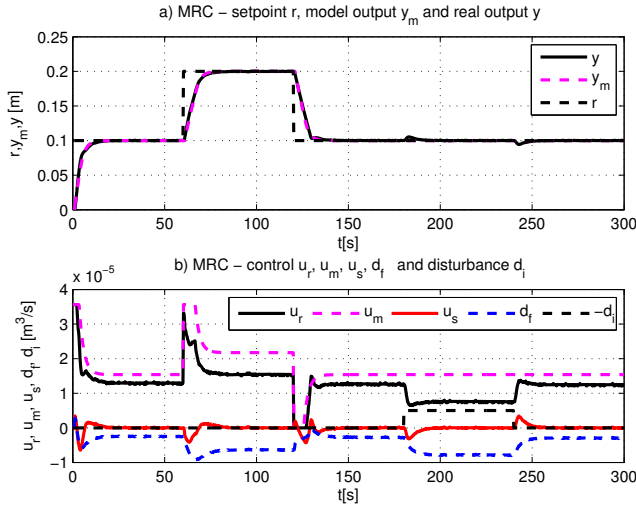 a) MRC − setpoint r, model output y_m and real output y
r,y_m,y [m]
0.25
0.2
0.15
0.1
0.05
0
y
y_m
r
0 50 100 150 200 250 300
t[s]
b) MRC − control u_r, u_m, u_s, d_f and disturbance d_i
x 10^-5
u_r, u_m, u_s, d_f, d_i [m^3/s]
4
3
2
1
0
−1
u_r u_m u_s d_f −d_i
0 50 100 150 200 250 300
t[s]